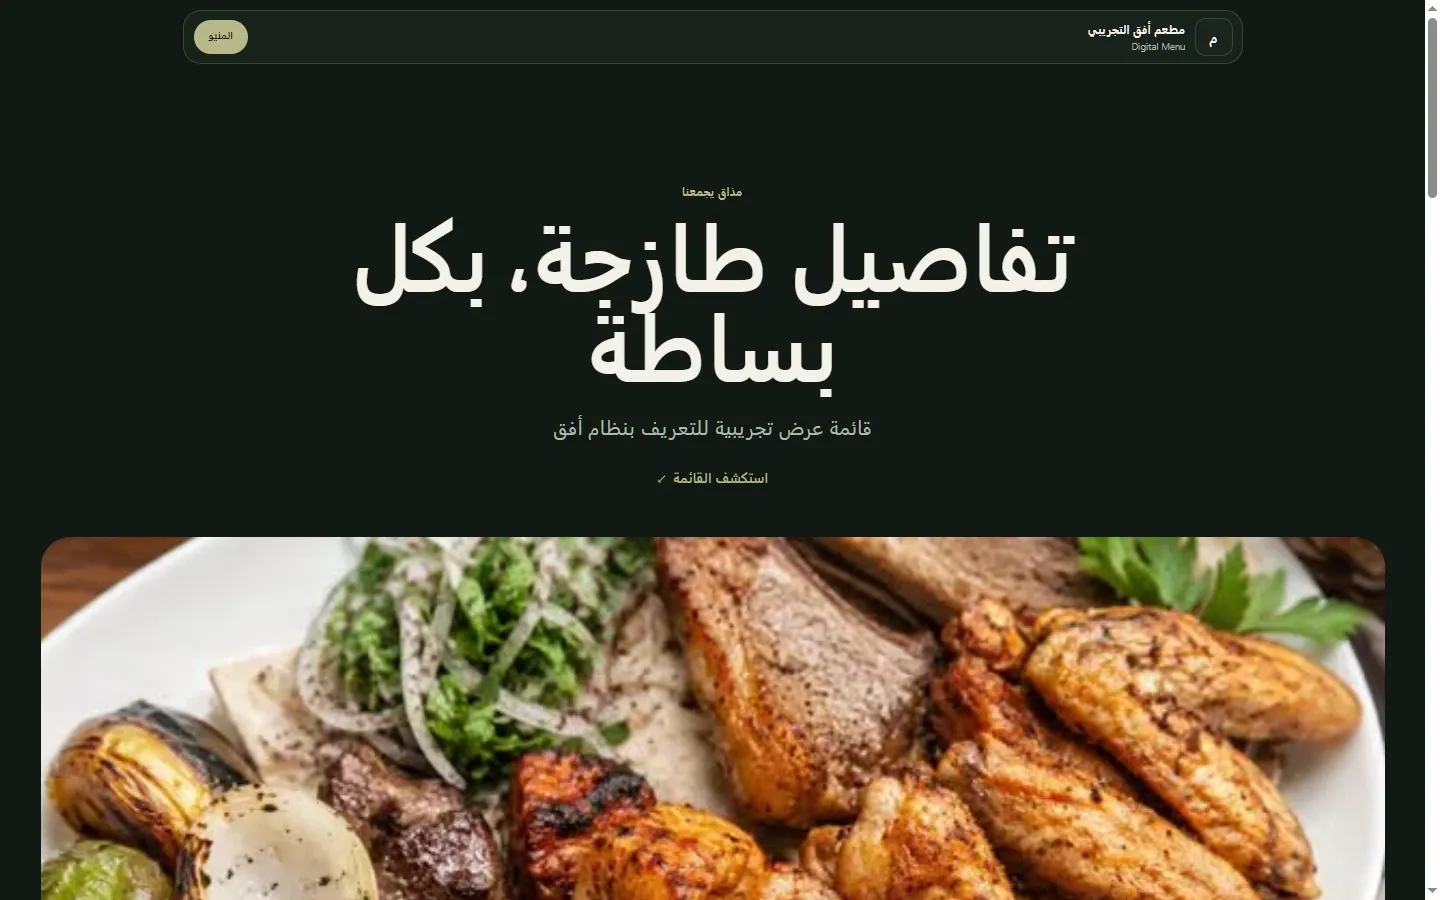 م
مطعم أفق التجريبي
Digital Menu
المنيو
مذاق يجمعنا
تفاصيل طازجة، بكل
بساطة
قائمة عرض تجريبية للتعريف بنظام أفق
استكشف القائمة ↙